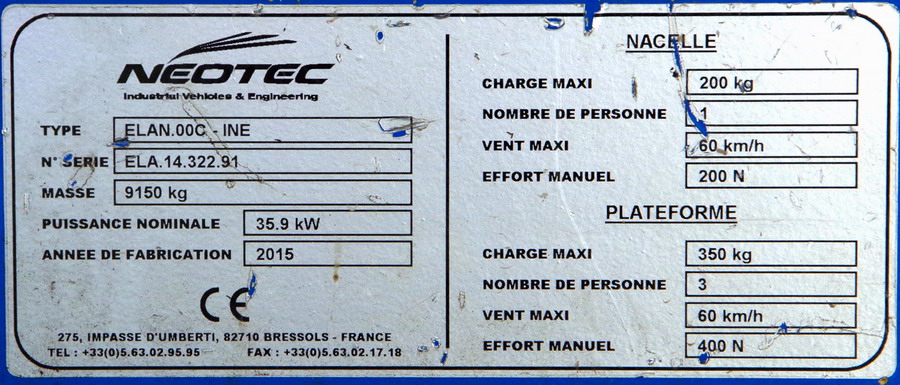 NEOTEC
Industrial Vehicles & Engineering
TYPE ELAN.00C - INE
N° SERIE ELA.14.322.91
MASSE 9150 kg
PUISSANCE NOMINALE 35.9 kW
ANNEE DE FABRICATION 2015
CE
275, IMPASSE D'UMBERTI, 82710 BRESSOLS - FRANCE
TEL : +33(0)5.63.02.95.95 FAX : +33(0)5.63.02.17.18
NACELLE
CHARGE MAXI 200 kg
NOMBRE DE PERSONNE 1
VENT MAXI 60 km/h
EFFORT MANUEL 200 N
PLATEFORME
CHARGE MAXI 350 kg
NOMBRE DE PERSONNE 3
VENT MAXI 60 km/h
EFFORT MANUEL 400 N